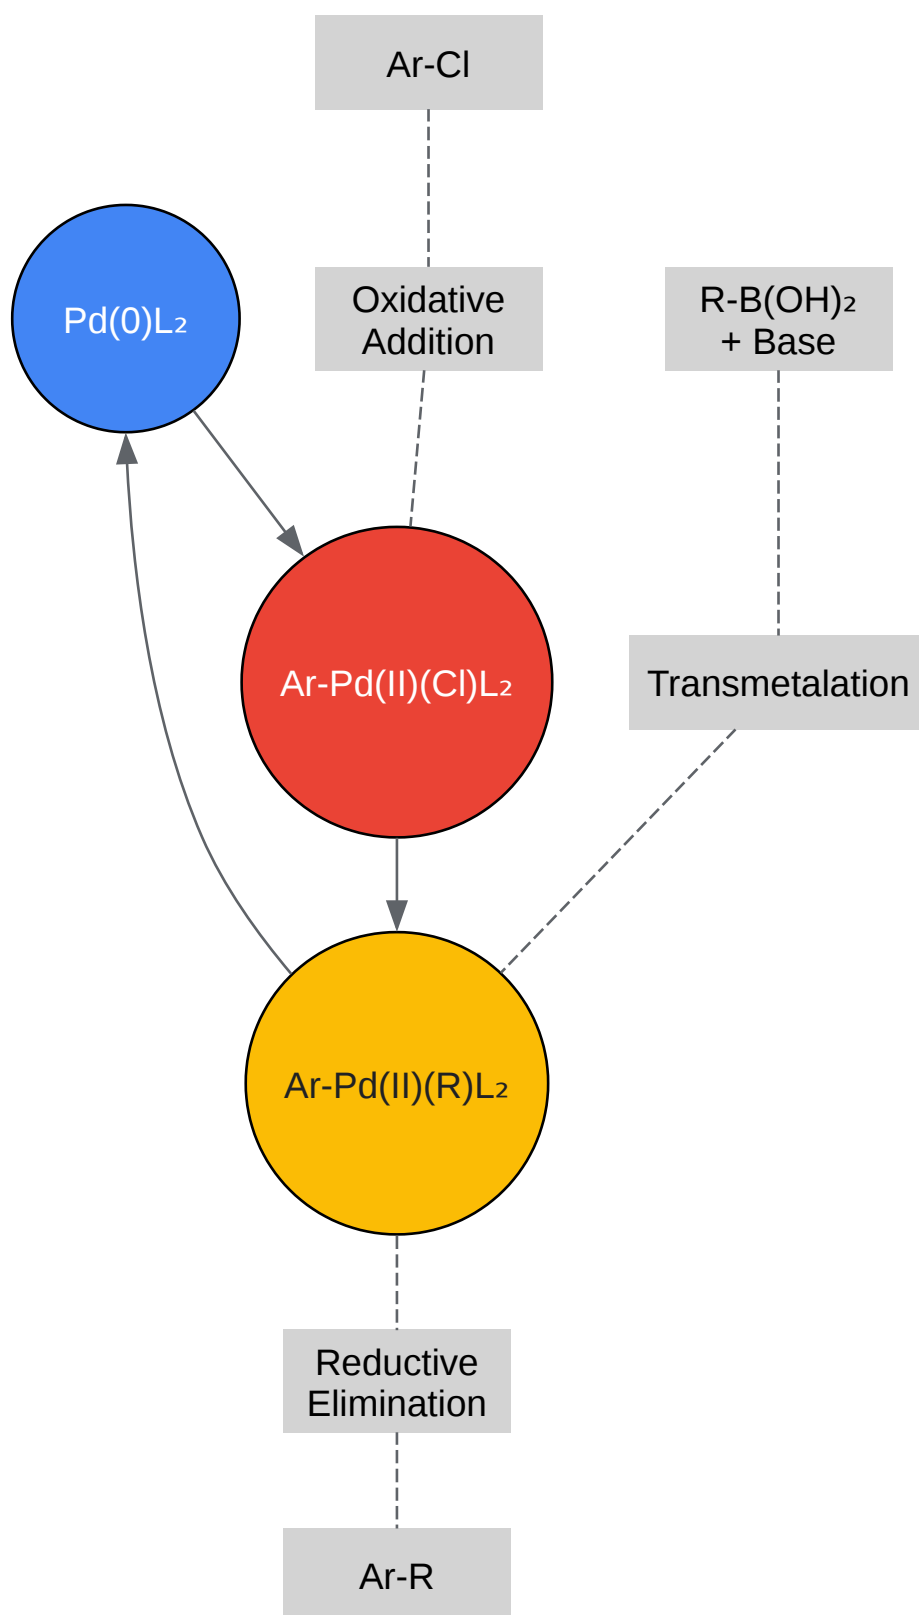 Ar-Cl
Pd(0)L₂
Oxidative
Addition
R-B(OH)₂
+ Base
Ar-Pd(II)(Cl)L₂
Transmetalation
Ar-Pd(II)(R)L₂
Reductive
Elimination
Ar-R